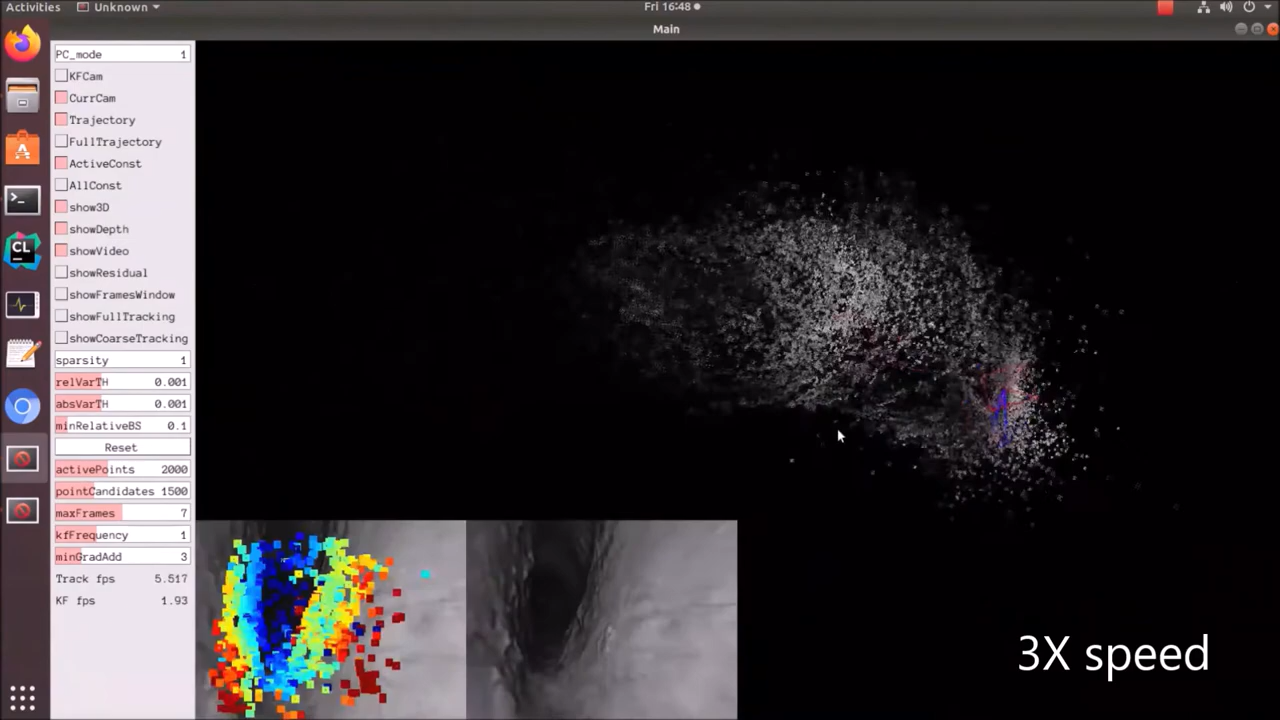 Activities Unknown Fri 16:48
Main
PC_mode 1
KFCam
CurrCam
Trajectory
FullTrajectory
ActiveConst
AllConst
show3D
showDepth
showVideo
showResidual
showFramesWindow
showFullTracking
showCoarseTracking
sparsity 1
relVarTH 0.001
absVarTH 0.001
minRelativeBS 0.1
Reset
activePoints 2000
pointCandidates 1500
maxFrames 7
kfFrequency 1
minGradAdd 3
Track fps 5.517
KF fps 1.93
CL
3X speed